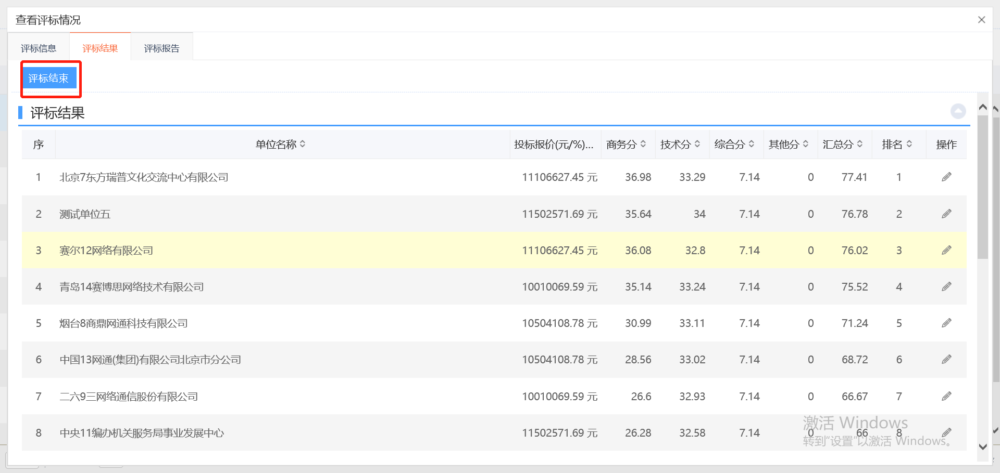 查看评标情况
评标信息 评标结果 评标报告
评标结束
评标结果
序 单位名称 投标报价(元/%)... 商务分 技术分 综合分 其他分 汇总分 排名 操作
1 北京7东方瑞普文化交流中心有限公司 11106627.45 元 36.98 33.29 7.14 0 77.41 1
2 测试单位五 11502571.69 元 35.64 34 7.14 0 76.78 2
3 赛尔12网络有限公司 11106627.45 元 36.08 32.8 7.14 0 76.02 3
4 青岛14赛博思网络技术有限公司 10010069.59 元 35.14 33.24 7.14 0 75.52 4
5 烟台8商鼎网通科技有限公司 10504108.78 元 30.99 33.11 7.14 0 71.24 5
6 中国13网通(集团)有限公司北京市分公司 10504108.78 元 28.56 33.02 7.14 0 68.72 6
7 二六9三网络通信股份有限公司 10010069.59 元 26.6 32.93 7.14 0 66.67 7
8 中央11编办机关服务局事业发展中心 11502571.69 元 26.28 32.58 7.14 0 66 8
激活 Windows
转到“设置”以激活 Windows。